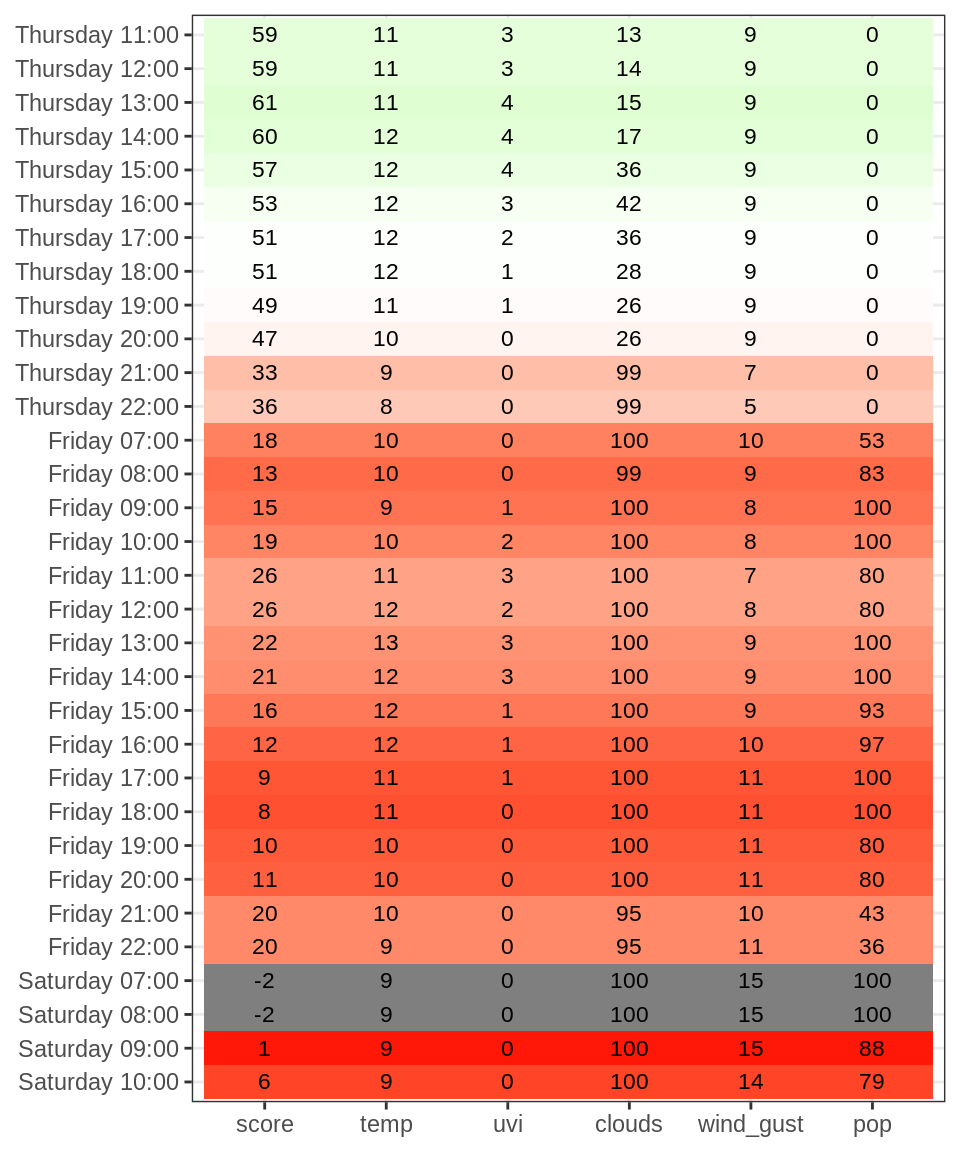 Thursday 11:00 59 11 3 13 9 0
Thursday 12:00 59 11 3 14 9 0
Thursday 13:00 61 11 4 15 9 0
Thursday 14:00 60 12 4 17 9 0
Thursday 15:00 57 12 4 36 9 0
Thursday 16:00 53 12 3 42 9 0
Thursday 17:00 51 12 2 36 9 0
Thursday 18:00 51 12 1 28 9 0
Thursday 19:00 49 11 1 26 9 0
Thursday 20:00 47 10 0 26 9 0
Thursday 21:00 33 9 0 99 7 0
Thursday 22:00 36 8 0 99 5 0
Friday 07:00 18 10 0 100 10 53
Friday 08:00 13 10 0 99 9 83
Friday 09:00 15 9 1 100 8 100
Friday 10:00 19 10 2 100 8 100
Friday 11:00 26 11 3 100 7 80
Friday 12:00 26 12 2 100 8 80
Friday 13:00 22 13 3 100 9 100
Friday 14:00 21 12 3 100 9 100
Friday 15:00 16 12 1 100 9 93
Friday 16:00 12 12 1 100 10 97
Friday 17:00 9 11 1 100 11 100
Friday 18:00 8 11 0 100 11 100
Friday 19:00 10 10 0 100 11 80
Friday 20:00 11 10 0 100 11 80
Friday 21:00 20 10 0 95 10 43
Friday 22:00 20 9 0 95 11 36
Saturday 07:00 -2 9 0 100 15 100
Saturday 08:00 -2 9 0 100 15 100
Saturday 09:00 1 9 0 100 15 88
Saturday 10:00 6 9 0 100 14 79
score temp uvi clouds wind_gust pop